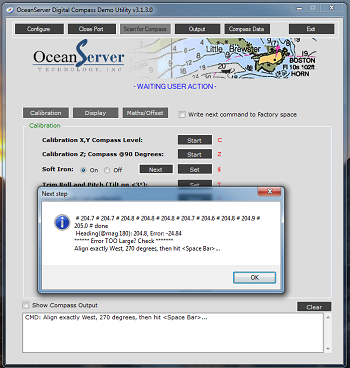 OceanServer Digital Compass Demo Utility v3.1.3.0
Configure Close Port Scan for Compass Output Compass Data Exit
OceanServer
TECHNOLOGY, INC
Little Brewster
BOSTON
Fl 10s 102ft
HORN
- WAITING USER ACTION -
Calibration Display Maths/Offset Write next command to Factory space
Calibration
Calibration X,Y Compass Level: Start C
Calibration Z; Compass @90 Degrees: Start Z
Soft Iron: On Off Next Set $
Trim Roll and Pitch (Tilt on <3°): Set T
Next step
# 204.7 # 204.7 # 204.8 # 204.8 # 204.8 # 204.7 # 204.6 # 204.8 # 204.9 #
205.0 # done
Heading(@mag 180): 204.8, Error: -24.84
****** Error TOO Large? Check *******
Align exactly West, 270 degrees, then hit <Space Bar>...
OK
Show Compass Output Clear
CMD: Align exactly West, 270 degrees, then hit <Space Bar>...